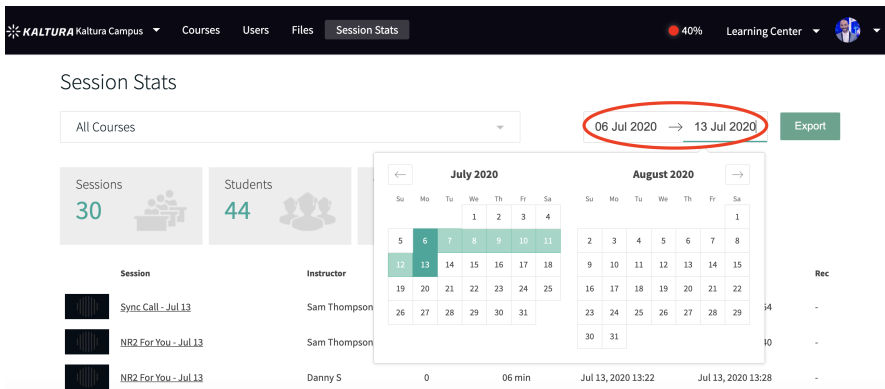 KALTURA Kaltura Campus Courses Users Files Session Stats 40% Learning Center
Session Stats
All Courses 06 Jul 2020 → 13 Jul 2020 Export
Sessions
30
Students
44
← July 2020
Su Mo Tu We Th Fr Sa
1 2 3 4
5 6 7 8 9 10 11
12 13 14 15 16 17 18
19 20 21 22 23 24 25
26 27 28 29 30 31
August 2020 →
Su Mo Tu We Th Fr Sa
1
2 3 4 5 6 7 8
9 10 11 12 13 14 15
16 17 18 19 20 21 22
23 24 25 26 27 28 29
30 31
Session Instructor Rec
Sync Call - Jul 13 Sam Thompson -
NR2 For You - Jul 13 Sam Thompson 40 -
NR2 For You - Jul 13 Danny S 0 06 min Jul 13, 2020 13:22 Jul 13, 2020 13:28 -